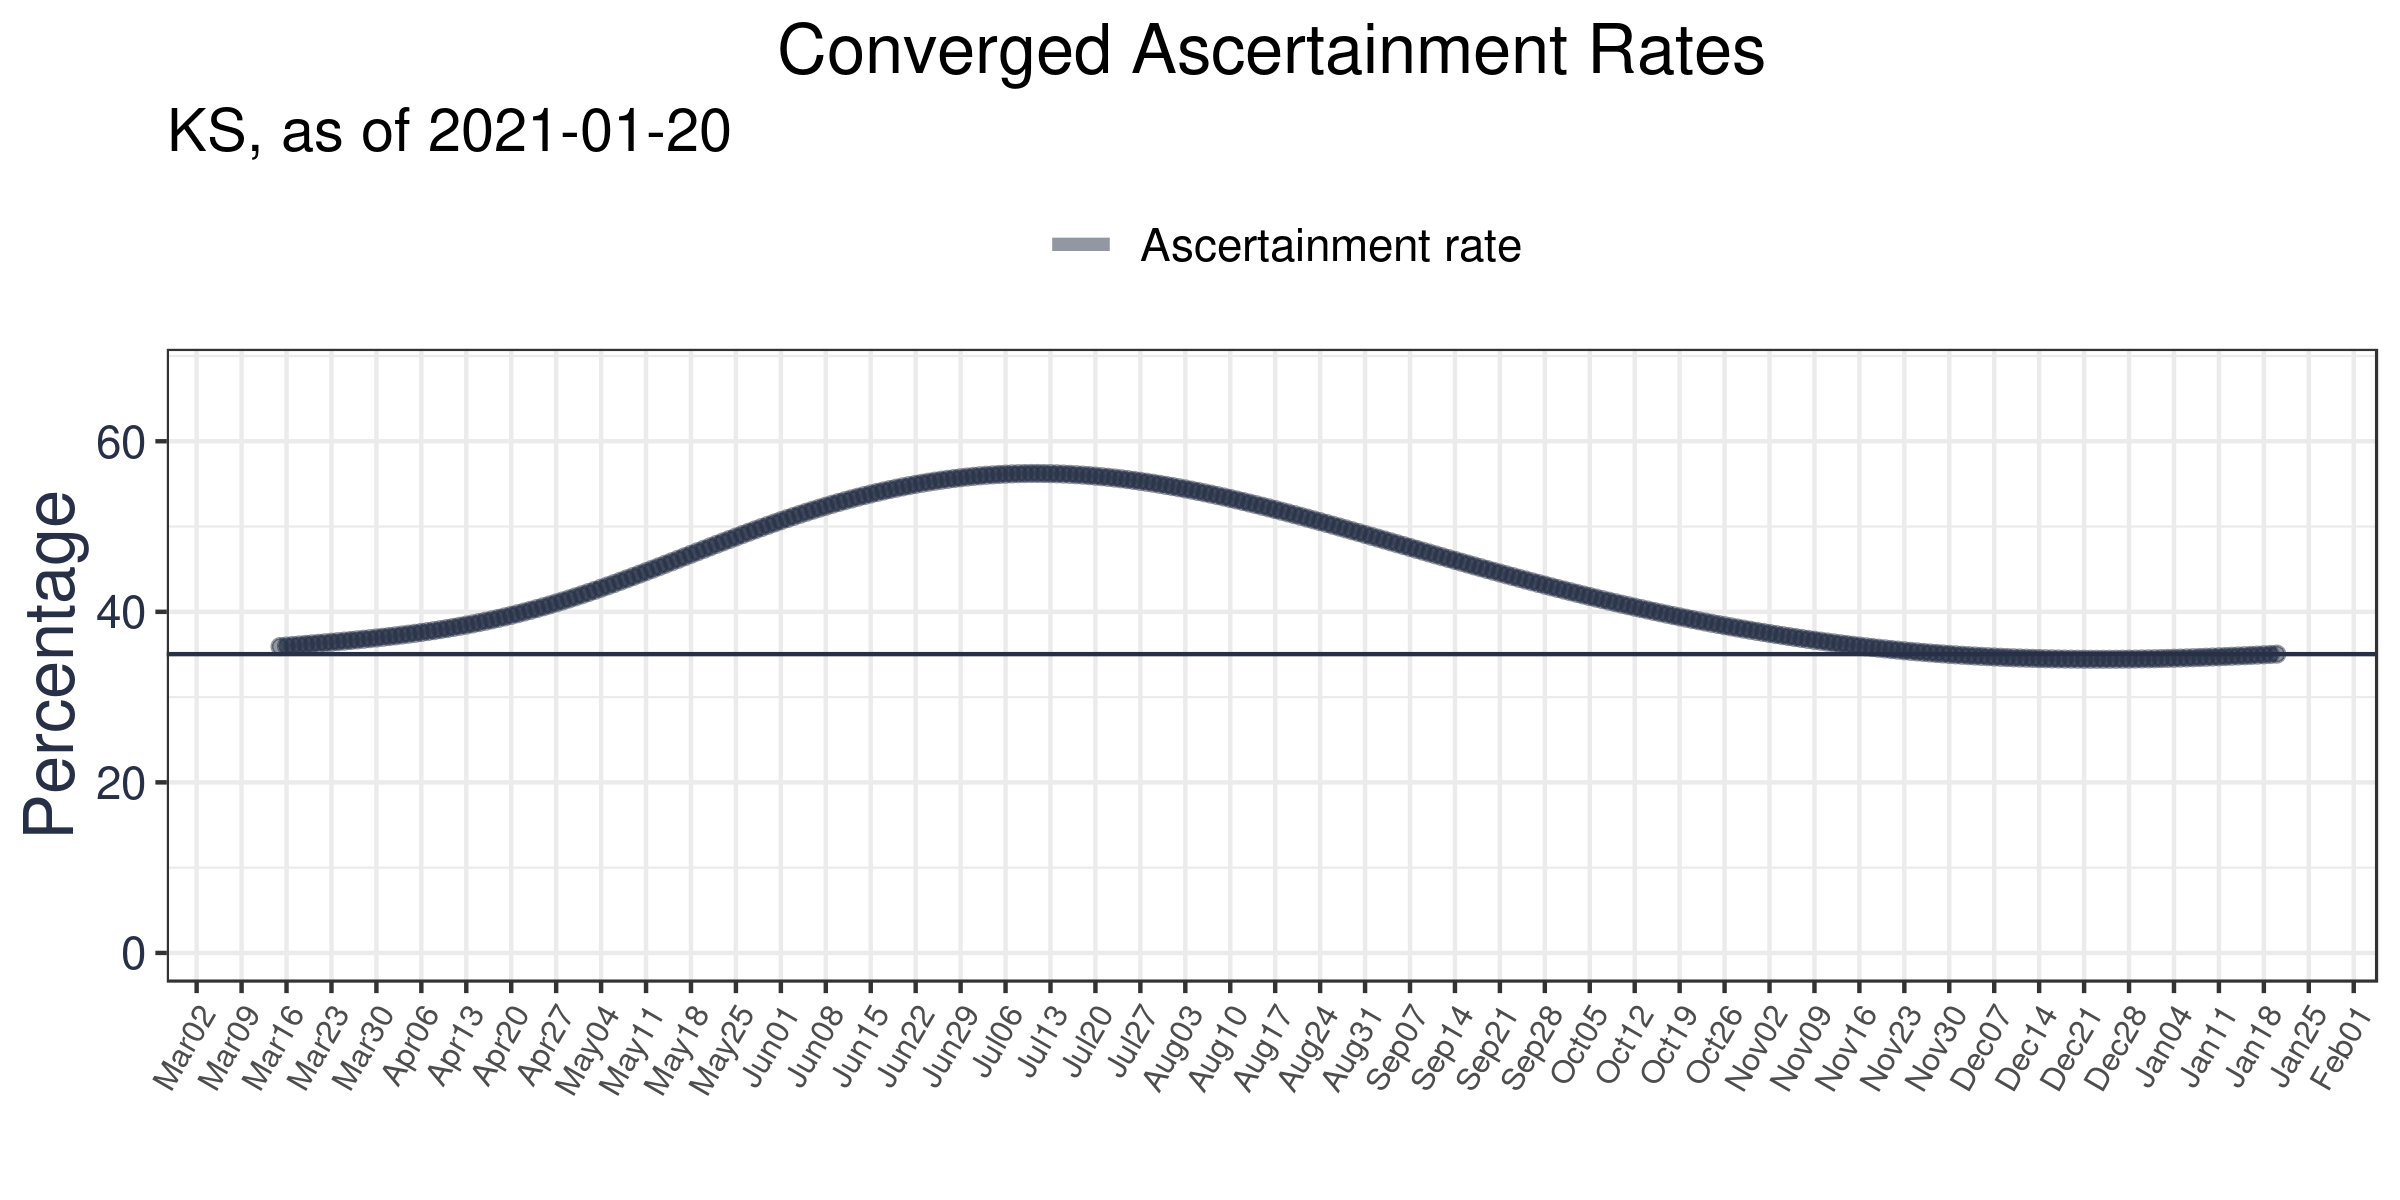 Converged Ascertainment Rates
KS, as of 2021-01-20
Ascertainment rate
Percentage
60
40
20
0
Mar02
Mar09
Mar16
Mar23
Mar30
Apr06
Apr13
Apr20
Apr27
May04
May11
May18
May25
Jun01
Jun08
Jun15
Jun22
Jun29
Jul06
Jul13
Jul20
Jul27
Aug03
Aug10
Aug17
Aug24
Aug31
Sep07
Sep14
Sep21
Sep28
Oct05
Oct12
Oct19
Oct26
Nov02
Nov09
Nov16
Nov23
Nov30
Dec07
Dec14
Dec21
Dec28
Jan04
Jan11
Jan18
Jan25
Feb01